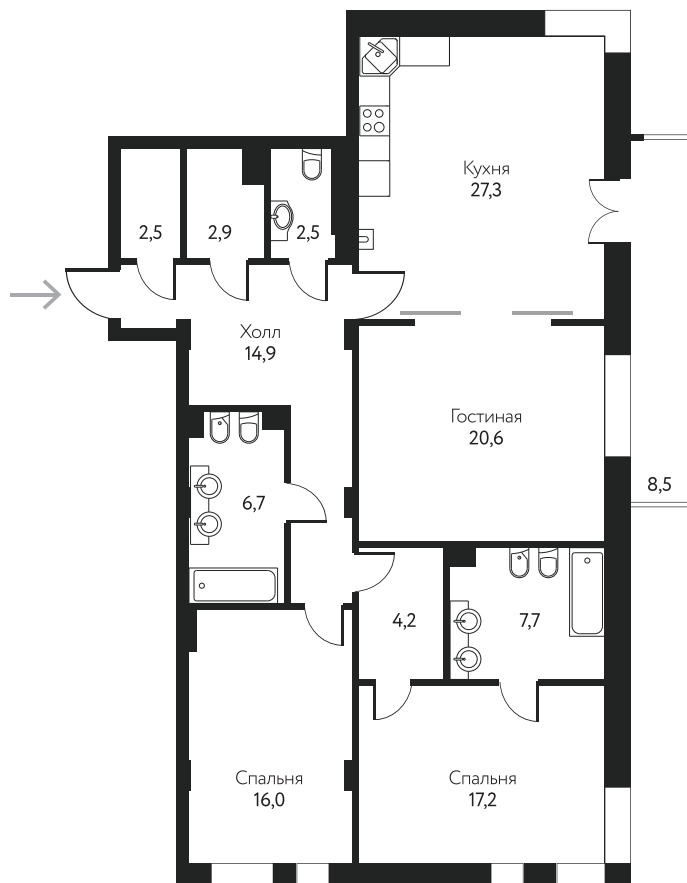 Кухня
27,3
2,5
2,9
2,5
Холл
14,9
Гостиная
20,6
8,5
6,7
4,2
7,7
Спальня
16,0
Спальня
17,2